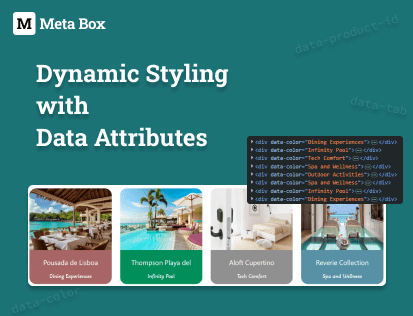 M Meta Box
data-product-id
Dynamic Styling
with
Data Attributes
data-tab
<div data-color="Dining Experiences">⋯</div>
<div data-color="Infinity Pool">⋯</div>
<div data-color="Tech Comfort">⋯</div>
<div data-color="Spa and Wellness">⋯</div>
<div data-color="Outdoor Activities">⋯</div>
<div data-color="Spa and Wellness">⋯</div>
<div data-color="Infinity Pool">⋯</div>
<div data-color="Dining Experiences">⋯</div>
Pousada de Lisboa
Dining Experiences
Thompson Playa del
Infinity Pool
Aloft Cupertino
Tech Comfort
Reverie Collection
Spa and Wellness
data-color